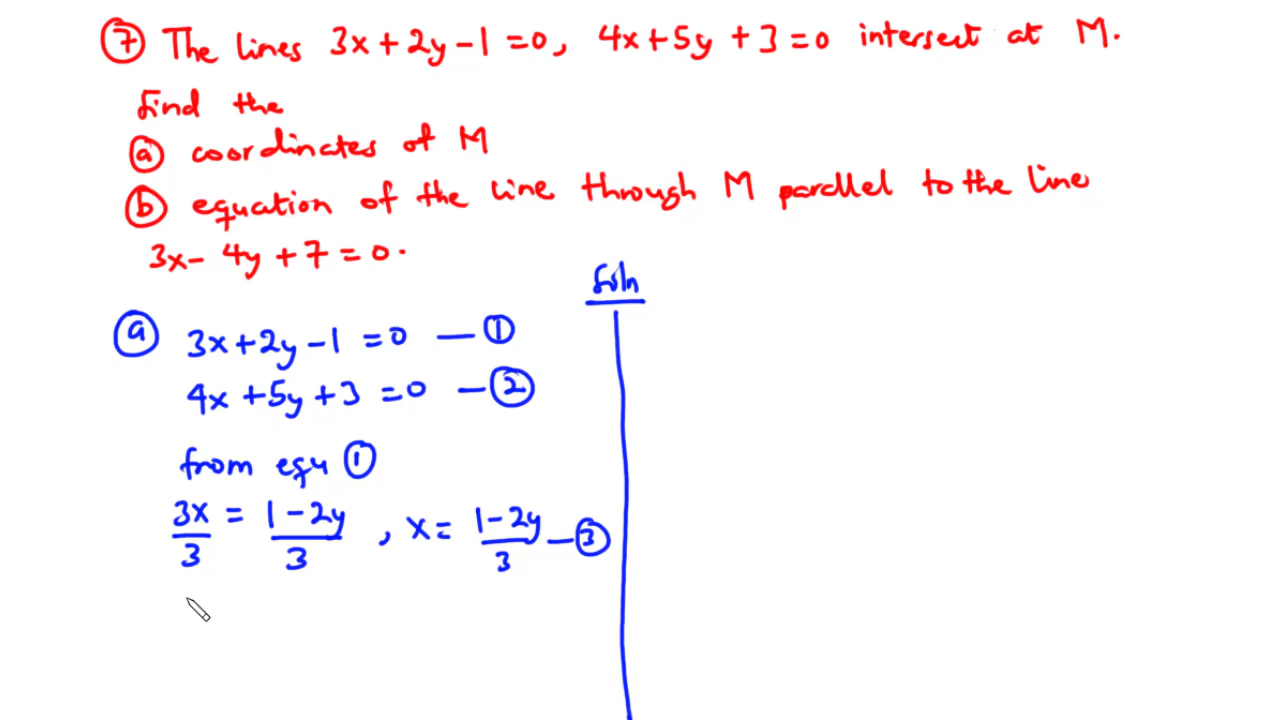 ⑦ The lines 3x + 2y - 1 = 0, 4x + 5y + 3 = 0 intersect at M.
Find the
ⓐ coordinates of M
ⓑ equation of the line through M parallel to the line
3x - 4y + 7 = 0.
Soln
ⓐ 3x + 2y - 1 = 0 — ①
4x + 5y + 3 = 0 — ②
from equ ①
3x/3 = (1 - 2y)/3 , x = (1 - 2y)/3 — ③